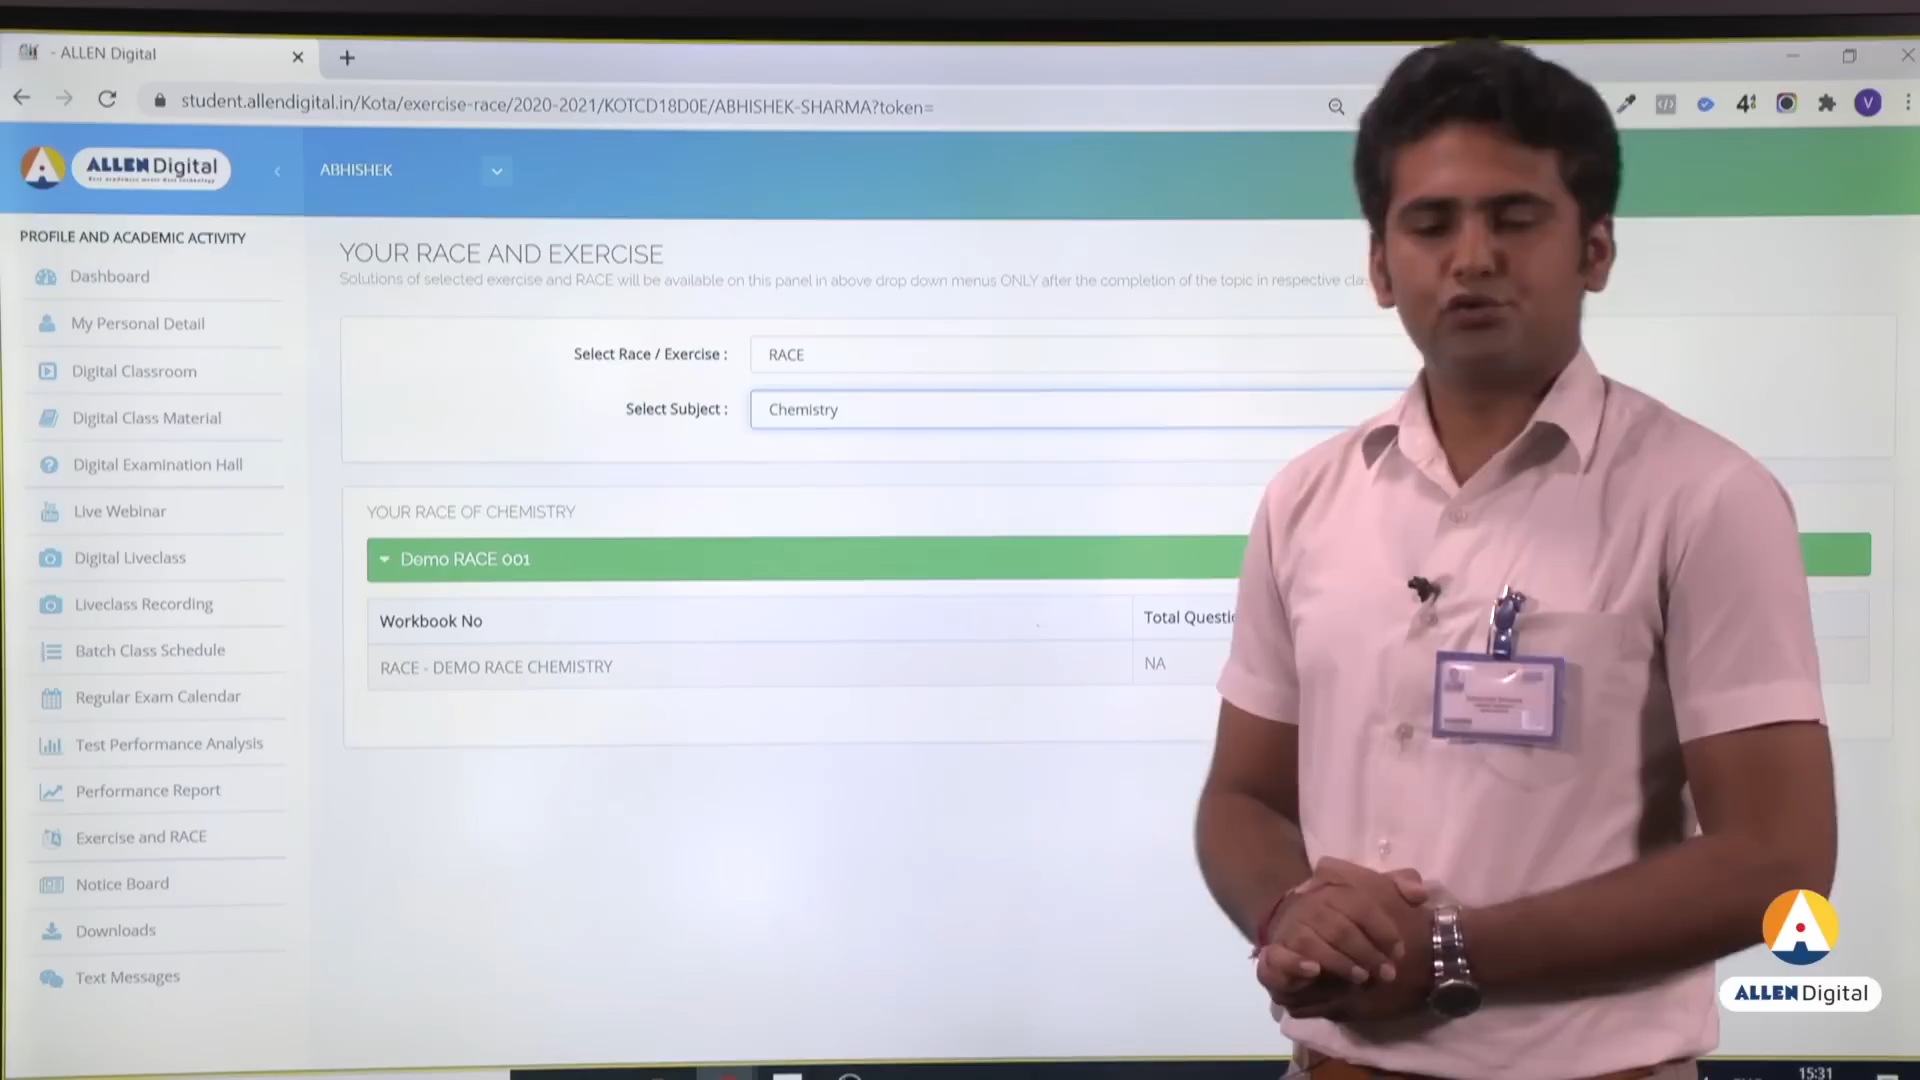 - ALLEN Digital
student.allendigital.in/Kota/exercise-race/2020-2021/KOTCD18D0E/ABHISHEK-SHARMA?token=
V
ALLEN Digital
ABHISHEK
PROFILE AND ACADEMIC ACTIVITY
Dashboard
My Personal Detail
Digital Classroom
Digital Class Material
Digital Examination Hall
Live Webinar
Digital Liveclass
Liveclass Recording
Batch Class Schedule
Regular Exam Calendar
Test Performance Analysis
Performance Report
Exercise and RACE
Notice Board
Downloads
Text Messages
YOUR RACE AND EXERCISE
Solutions of selected exercise and RACE will be available on this panel in above drop down menus ONLY after the completion of the topic in respective cla
Select Race / Exercise :
RACE
Select Subject :
Chemistry
YOUR RACE OF CHEMISTRY
Demo RACE 001
Workbook No
Total Questi
RACE - DEMO RACE CHEMISTRY
NA
ALLEN Digital
15:31